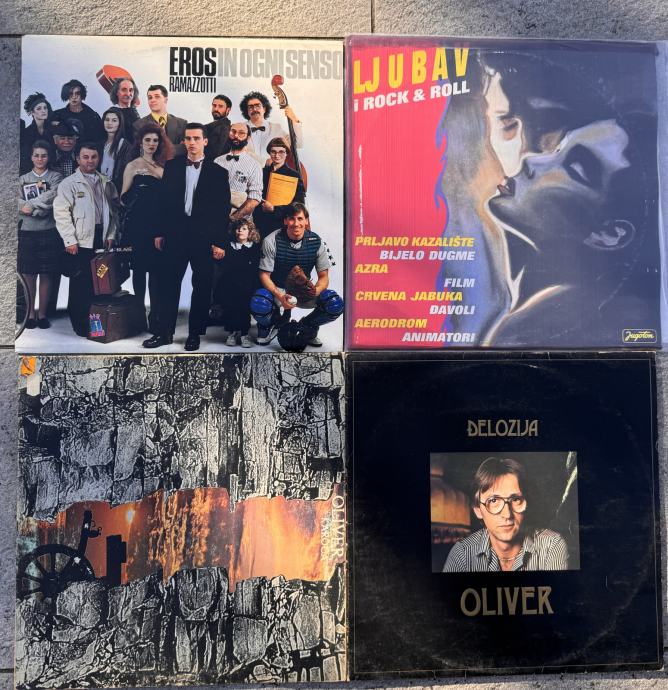 EROS IN OGNI SENSO
RAMAZZOTTI
LJUBAV
I ROCK & ROLL
PRLJAVO KAZALIŠTE
BIJELO DUGME
AZRA
FILM
CRVENA JABUKA
ĐAVOLI
AERODROM
ANIMATORI
Jugoton
OLIVER
ĐELOZIJA
OLIVER